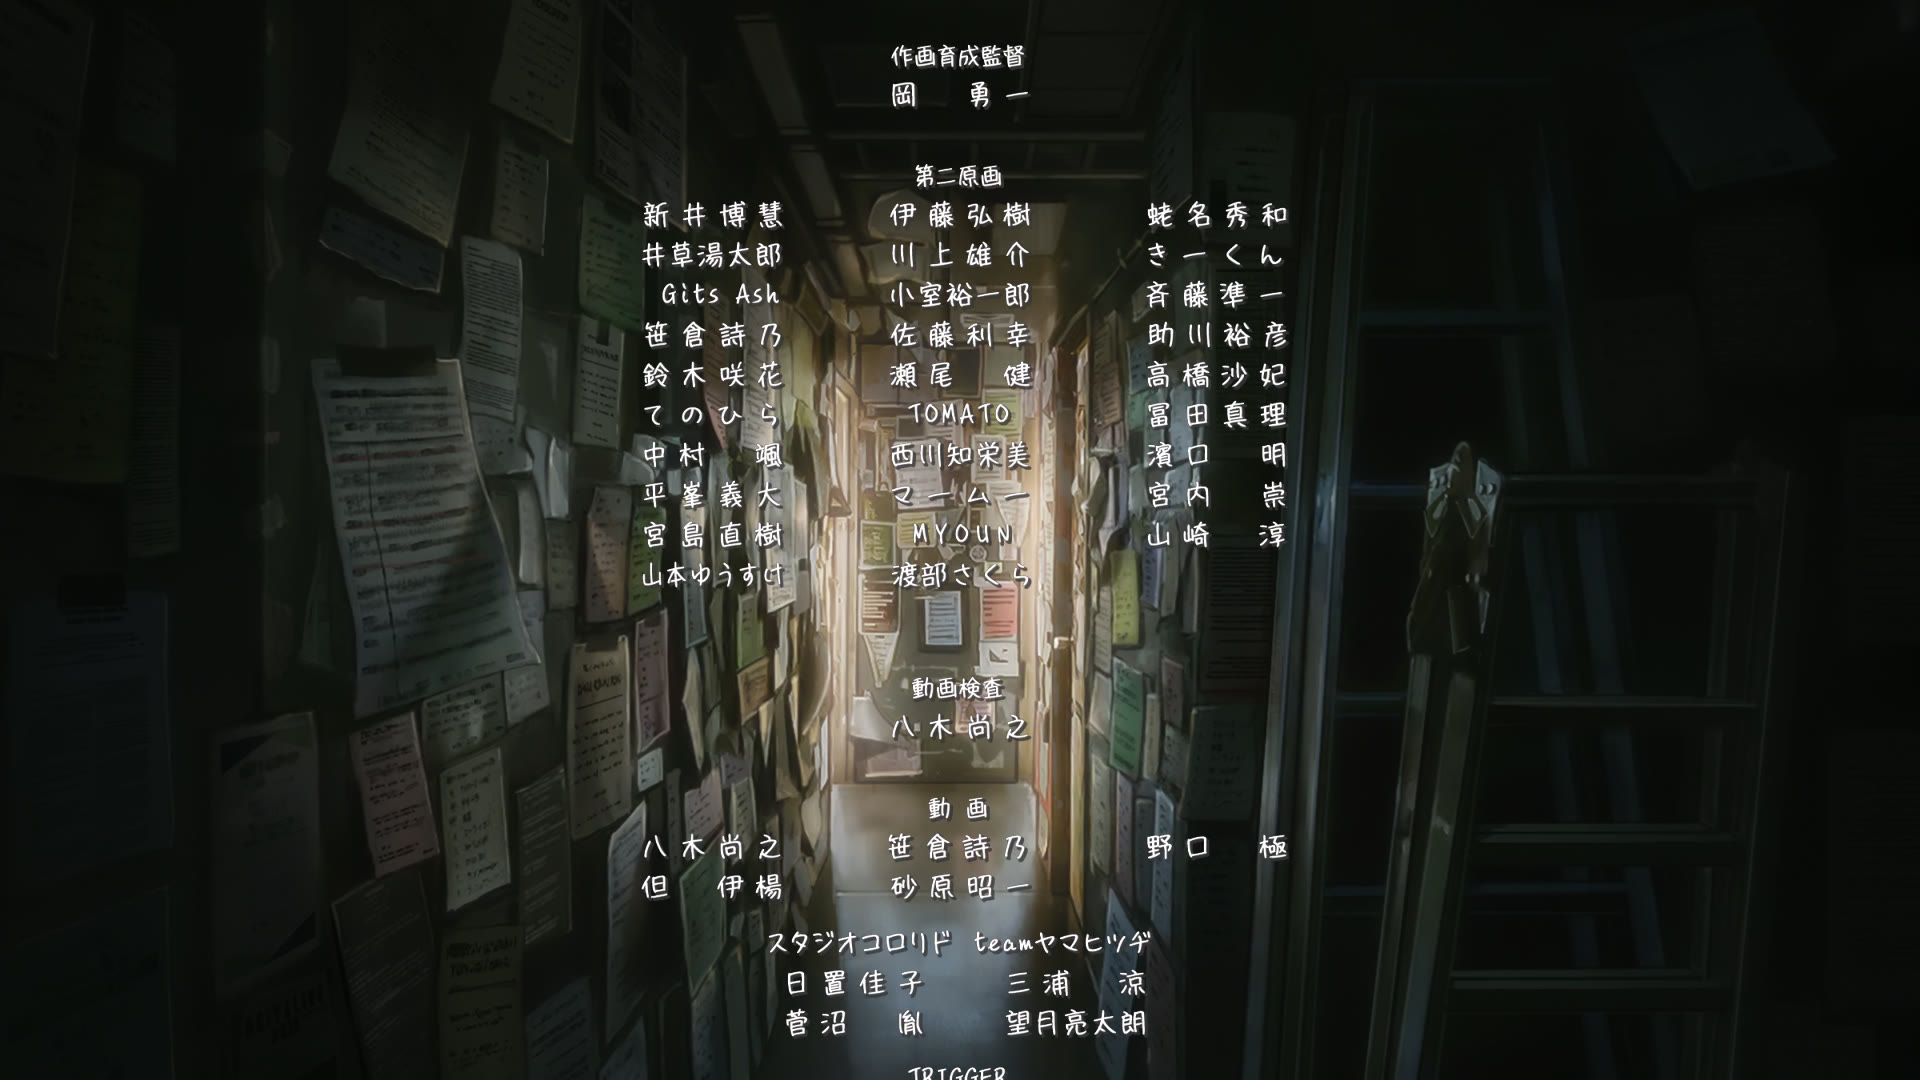 作画育成監督
岡 勇一
第二原画
新井博慧 伊藤弘樹 蛯名秀和
井草湯太郎 川上雄介 きーくん
Gits Ash 小室裕一郎 斉藤準一
笹倉詩乃 佐藤利幸 助川裕彦
鈴木咲花 瀬尾 健 高橋沙妃
てのひら TOMATO 冨田真理
中村 颯 西川知栄美 濱口 明
平峯義大 マームー 宮内 崇
宮島直樹 MYOUN 山崎 淳
山本ゆうすけ 渡部さくら
動画検査
八木尚之
動画
八木尚之 笹倉詩乃 野口 極
但 伊楊 砂原昭一
スタジオコロリド teamヤマヒツヂ
日置佳子 三浦 涼
菅沼 胤 望月亮太朗
TRIGGER